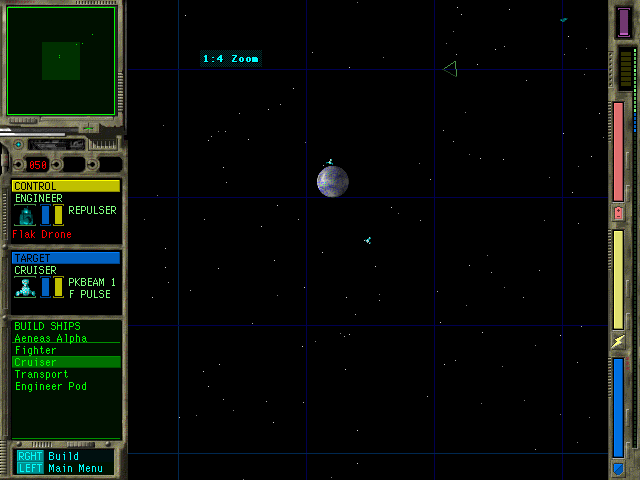 1:4 Zoom
050
CONTROL
ENGINEER
REPULSER
Flak Drone
TARGET
CRUISER
PKBEAM 1
F PULSE
BUILD SHIPS
Aeneas Alpha
Fighter
Cruiser
Transport
Engineer Pod
RGHT Build
LEFT Main Menu